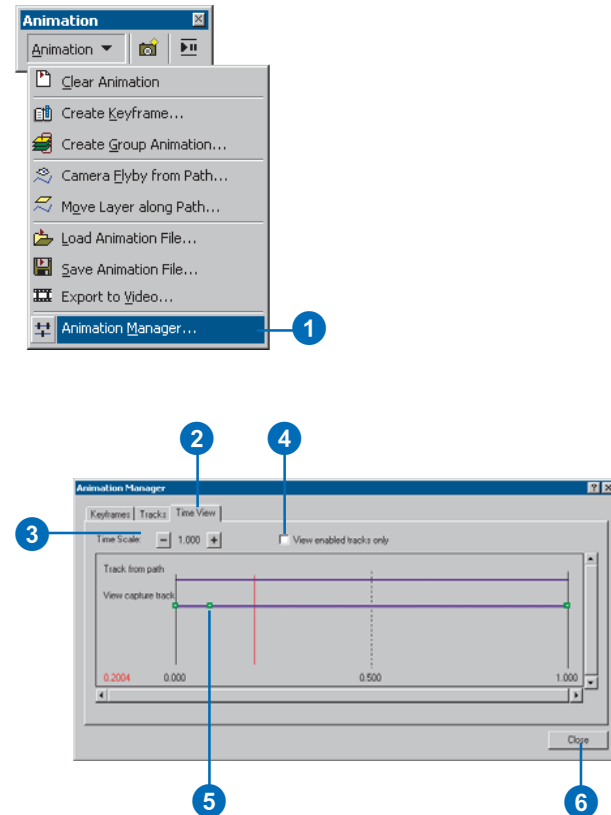 Animation
Animation
Clear Animation
Create Keyframe...
Create Group Animation...
Camera Flyby from Path...
Move Layer along Path...
Load Animation File...
Save Animation File...
Export to Video...
Animation Manager...
1
2
4
Animation Manager
Keyframes Tracks Time View
3
Time Scale: 1.000 View enabled tracks only
Track from path
View capture track
0.2004 0.000 0.500 1.000
Close
5
6